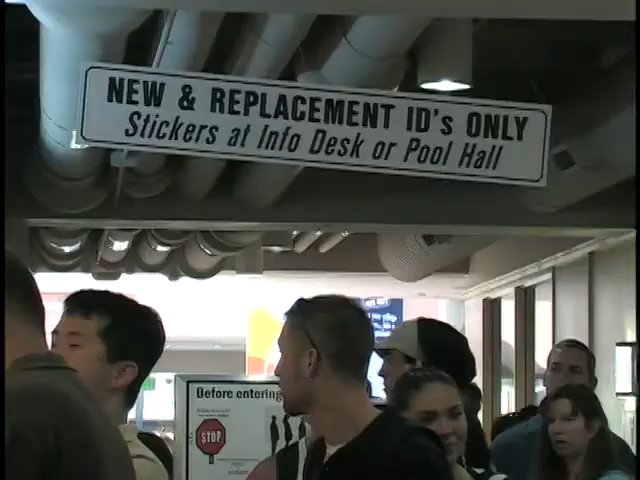 NEW & REPLACEMENT ID's ONLY
Stickers at Info Desk or Pool Hall
Before entering
STOP